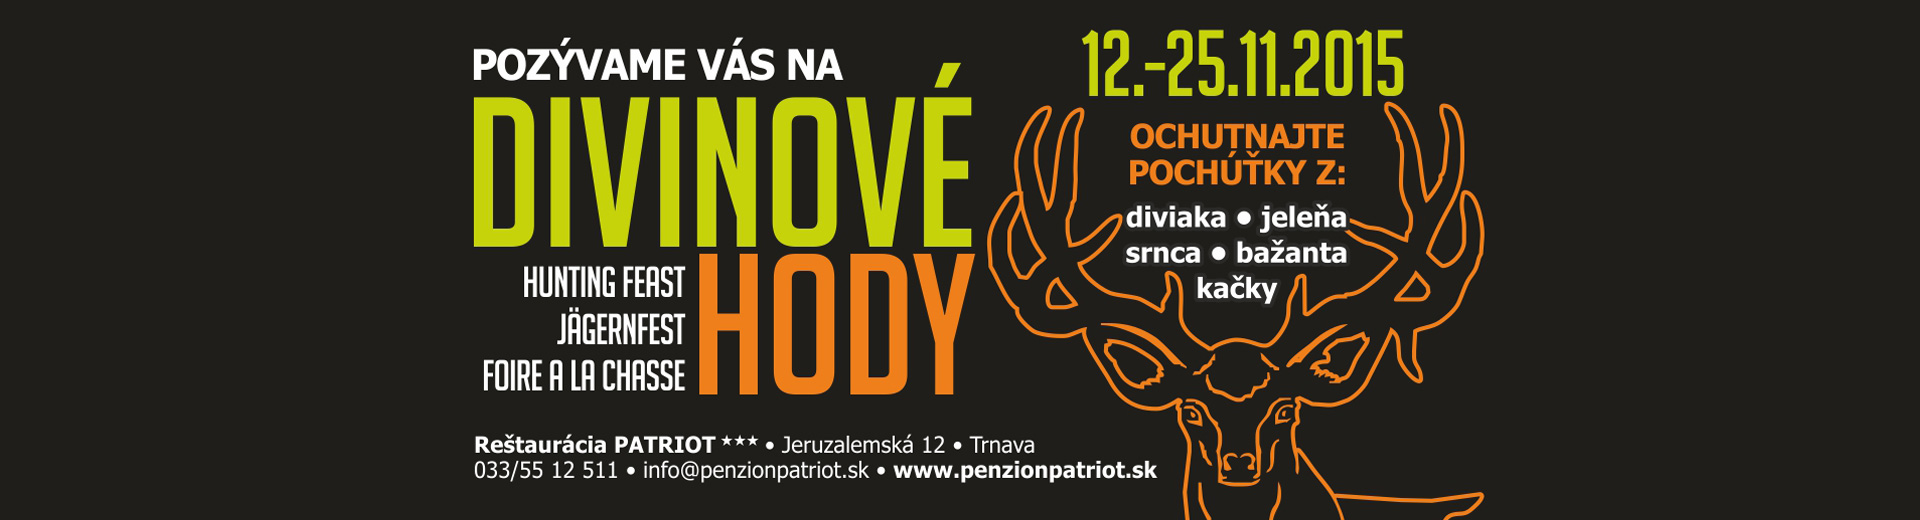 POZÝVAME VÁS NA
DIVINOVÉ
HODY
HUNTING FEAST
JÄGERNFEST
FOIRE A LA CHASSE
Reštaurácia PATRIOT ★★★ • Jeruzalemská 12 • Trnava
033/55 12 511 • info@penzionpatriot.sk • www.penzionpatriot.sk
12.-25.11.2015
OCHUTNAJTE
POCHÚŤKY Z:
diviaka • jeleňa
srnca • bažanta
kačky